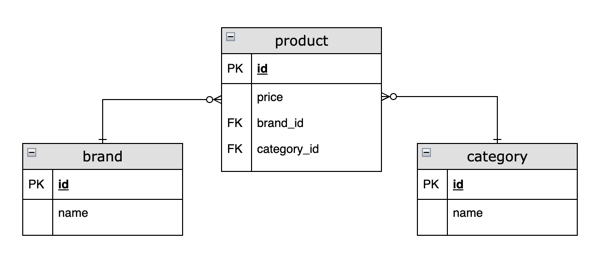 product
PK id
price
FK brand_id
FK category_id
brand
PK id
name
category
PK id
name